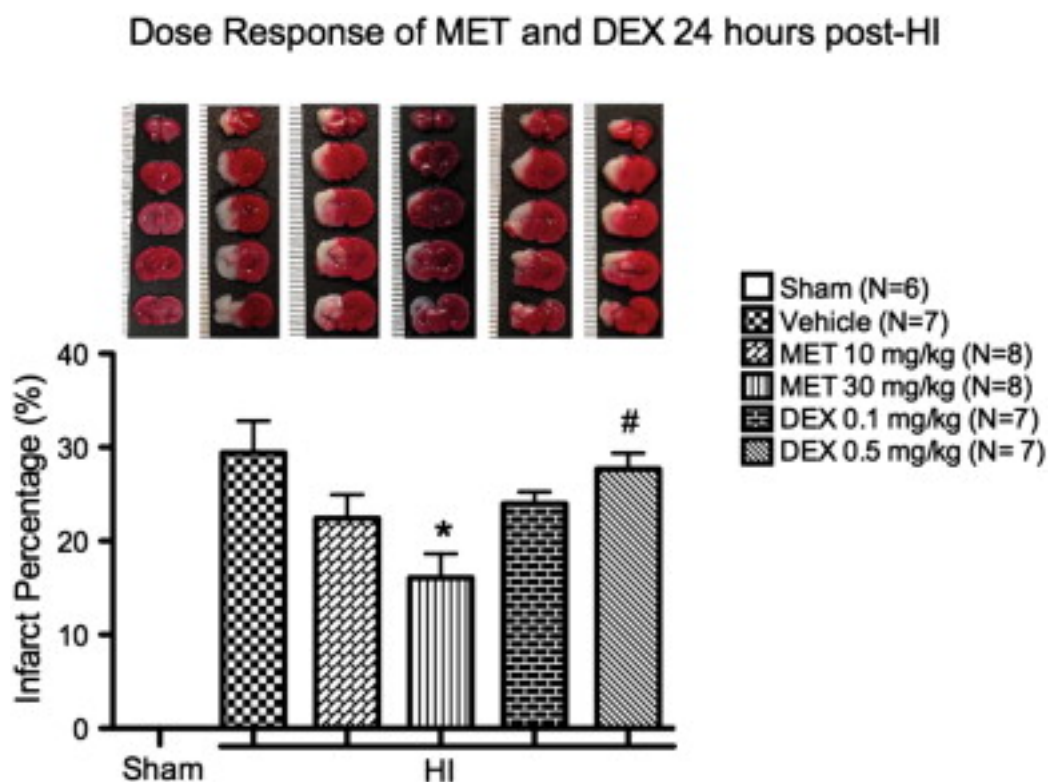 Dose Response of MET and DEX 24 hours post-HI
Sham (N=6)
Vehicle (N=7)
MET 10 mg/kg (N=8)
MET 30 mg/kg (N=8)
DEX 0.1 mg/kg (N=7)
DEX 0.5 mg/kg (N= 7)
Infarct Percentage (%)
40
30
20
10
0
*
#
Sham
HI